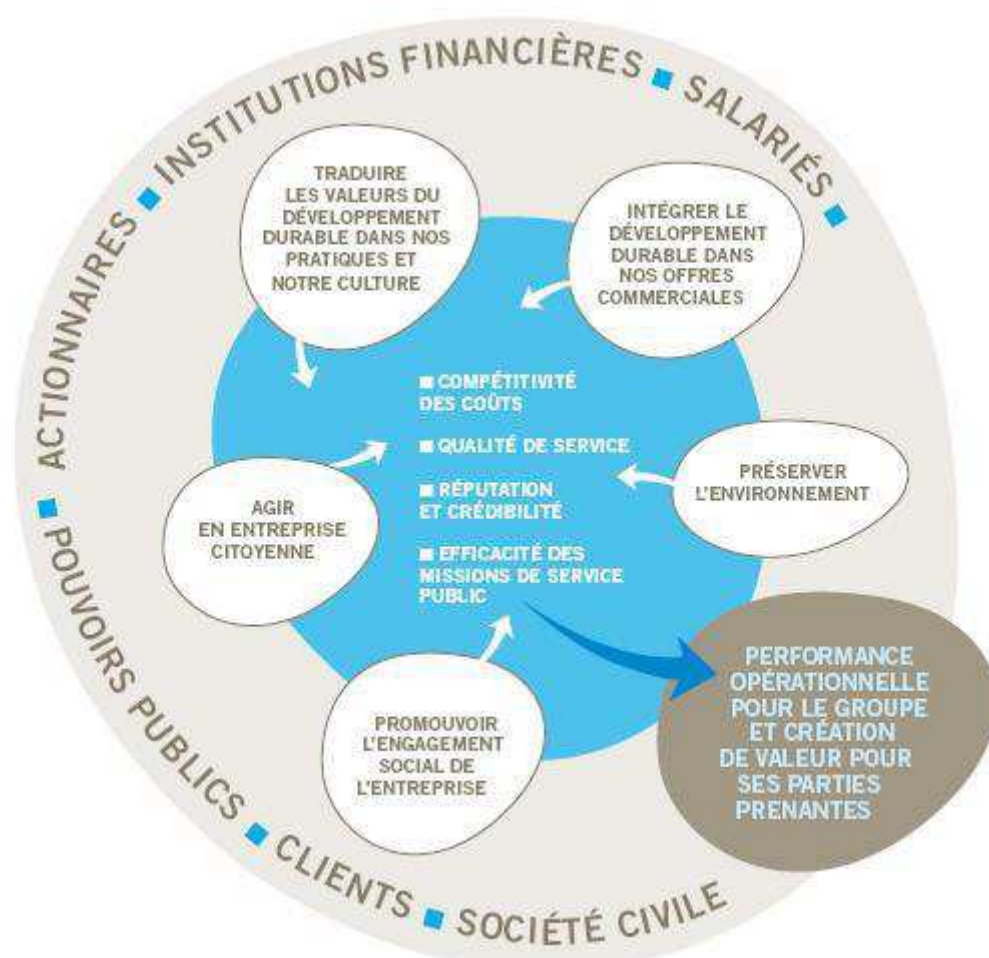 ACTIONNAIRES ■ INSTITUTIONS FINANCIÈRES ■ SALARIÉS ■
TRADUIRE
LES VALEURS DU
DÉVELOPPEMENT
DURABLE DANS NOS
PRATIQUES ET
NOTRE CULTURE
INTÉGRER LE
DÉVELOPPEMENT
DURABLE DANS
NOS OFFRES
COMMERCIALES
■ COMPÉTITIVITÉ
DES COÛTS
■ QUALITÉ DE SERVICE
■ RÉPUTATION
ET CRÉDIBILITÉ
■ EFFICACITÉ DES
MISSIONS DE SERVICE
PUBLIC
PRÉSERVER
L'ENVIRONNEMENT
AGIR
EN ENTREPRISE
CITOYENNE
PROMOUVOIR
L'ENGAGEMENT
SOCIAL DE
L'ENTREPRISE
PERFORMANCE
OPÉRATIONNELLE
POUR LE GROUPE
ET CRÉATION
DE VALEUR POUR
SES PARTIES
PRENANTES
■ POUVOIRS PUBLICS ■ CLIENTS ■ SOCIÉTÉ CIVILE